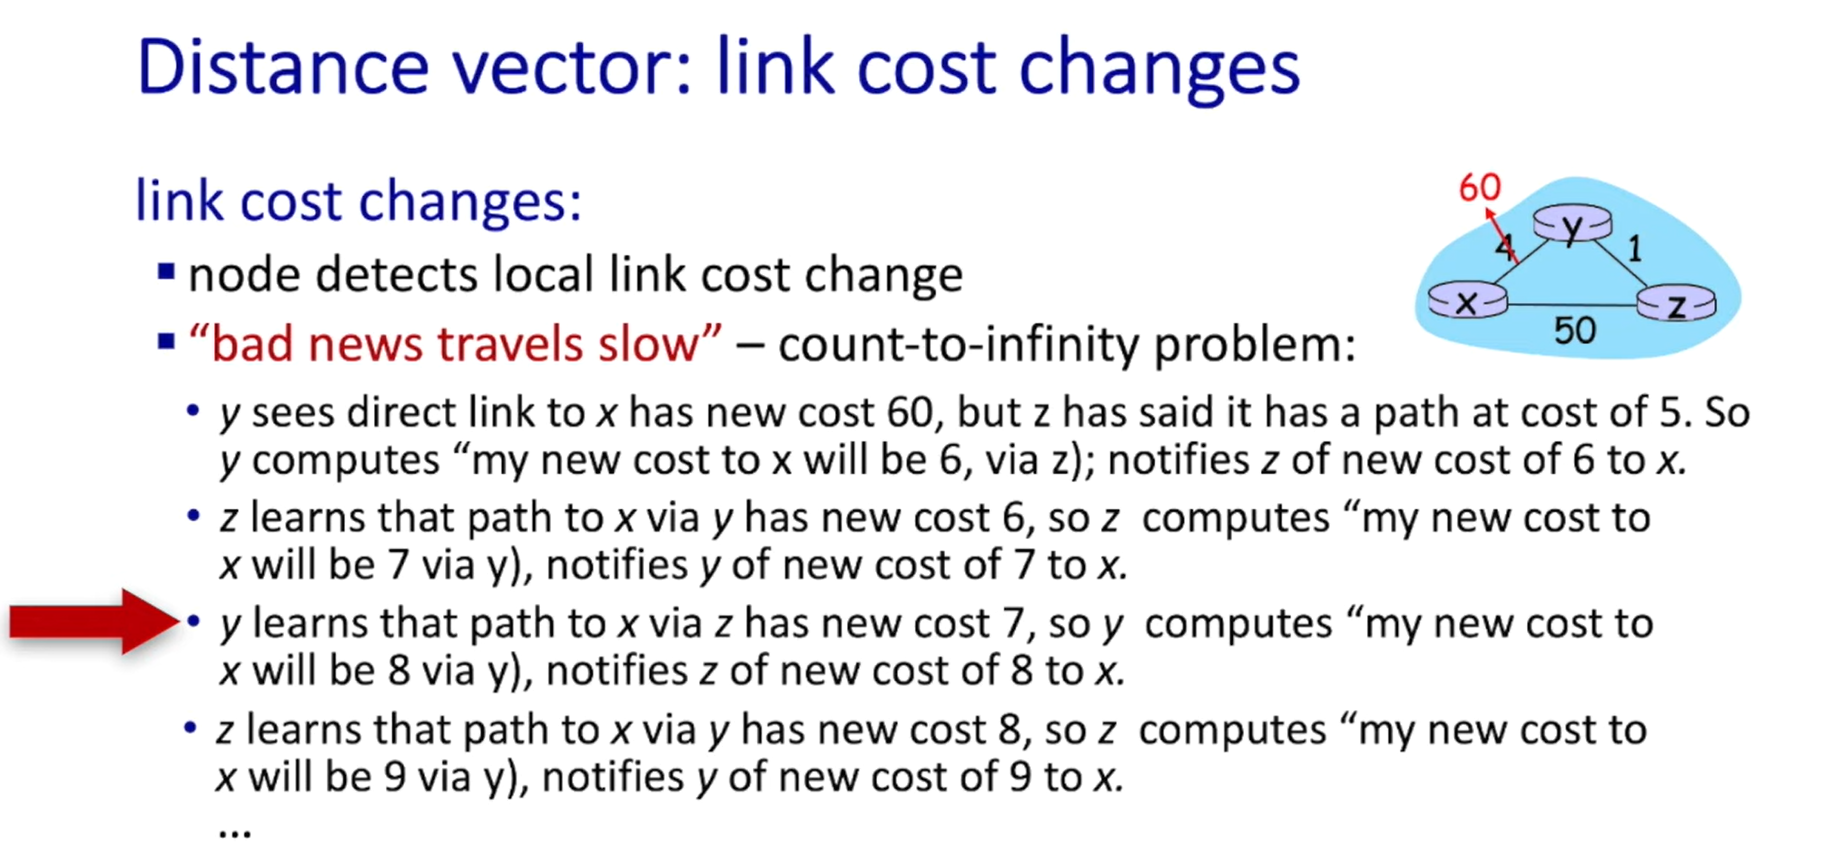 Distance vector: link cost changes
link cost changes:
▪ node detects local link cost change
▪ “bad news travels slow” – count-to-infinity problem:
• y sees direct link to x has new cost 60, but z has said it has a path at cost of 5. So
y computes “my new cost to x will be 6, via z); notifies z of new cost of 6 to x.
• z learns that path to x via y has new cost 6, so z computes “my new cost to
x will be 7 via y), notifies y of new cost of 7 to x.
• y learns that path to x via z has new cost 7, so y computes “my new cost to
x will be 8 via y), notifies z of new cost of 8 to x.
• z learns that path to x via y has new cost 8, so z computes “my new cost to
x will be 9 via y), notifies y of new cost of 9 to x.
...
60
y
4
1
x
z
50